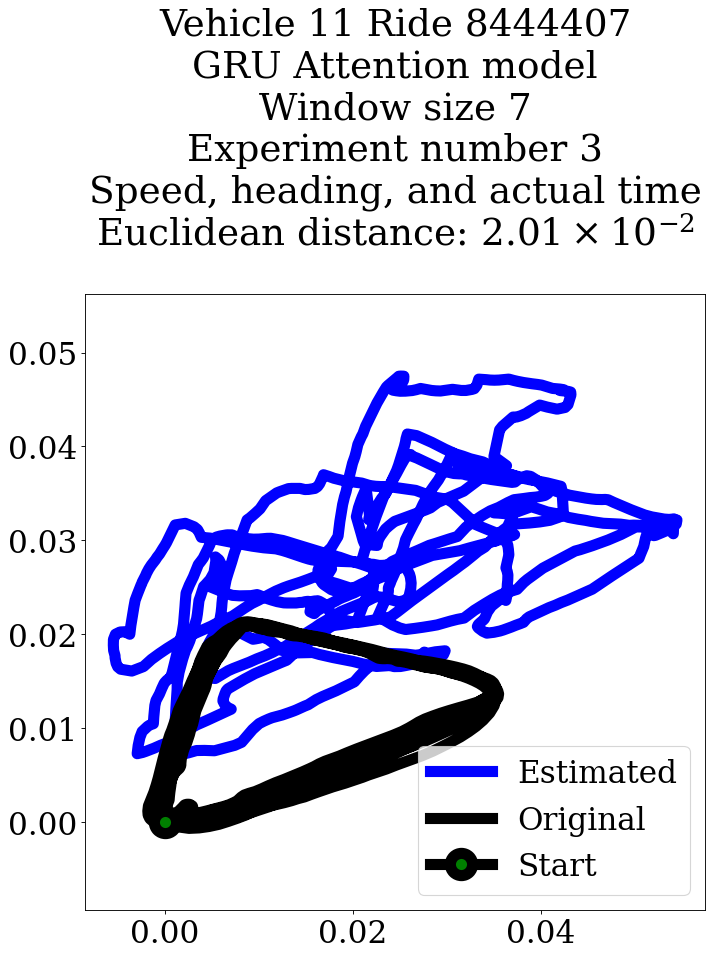 Vehicle 11 Ride 8444407
GRU Attention model
Window size 7
Experiment number 3
Speed, heading, and actual time
Euclidean distance: 2.01 × 10⁻²
0.05
0.04
0.03
0.02
0.01
0.00
0.00 0.02 0.04
Estimated
Original
Start